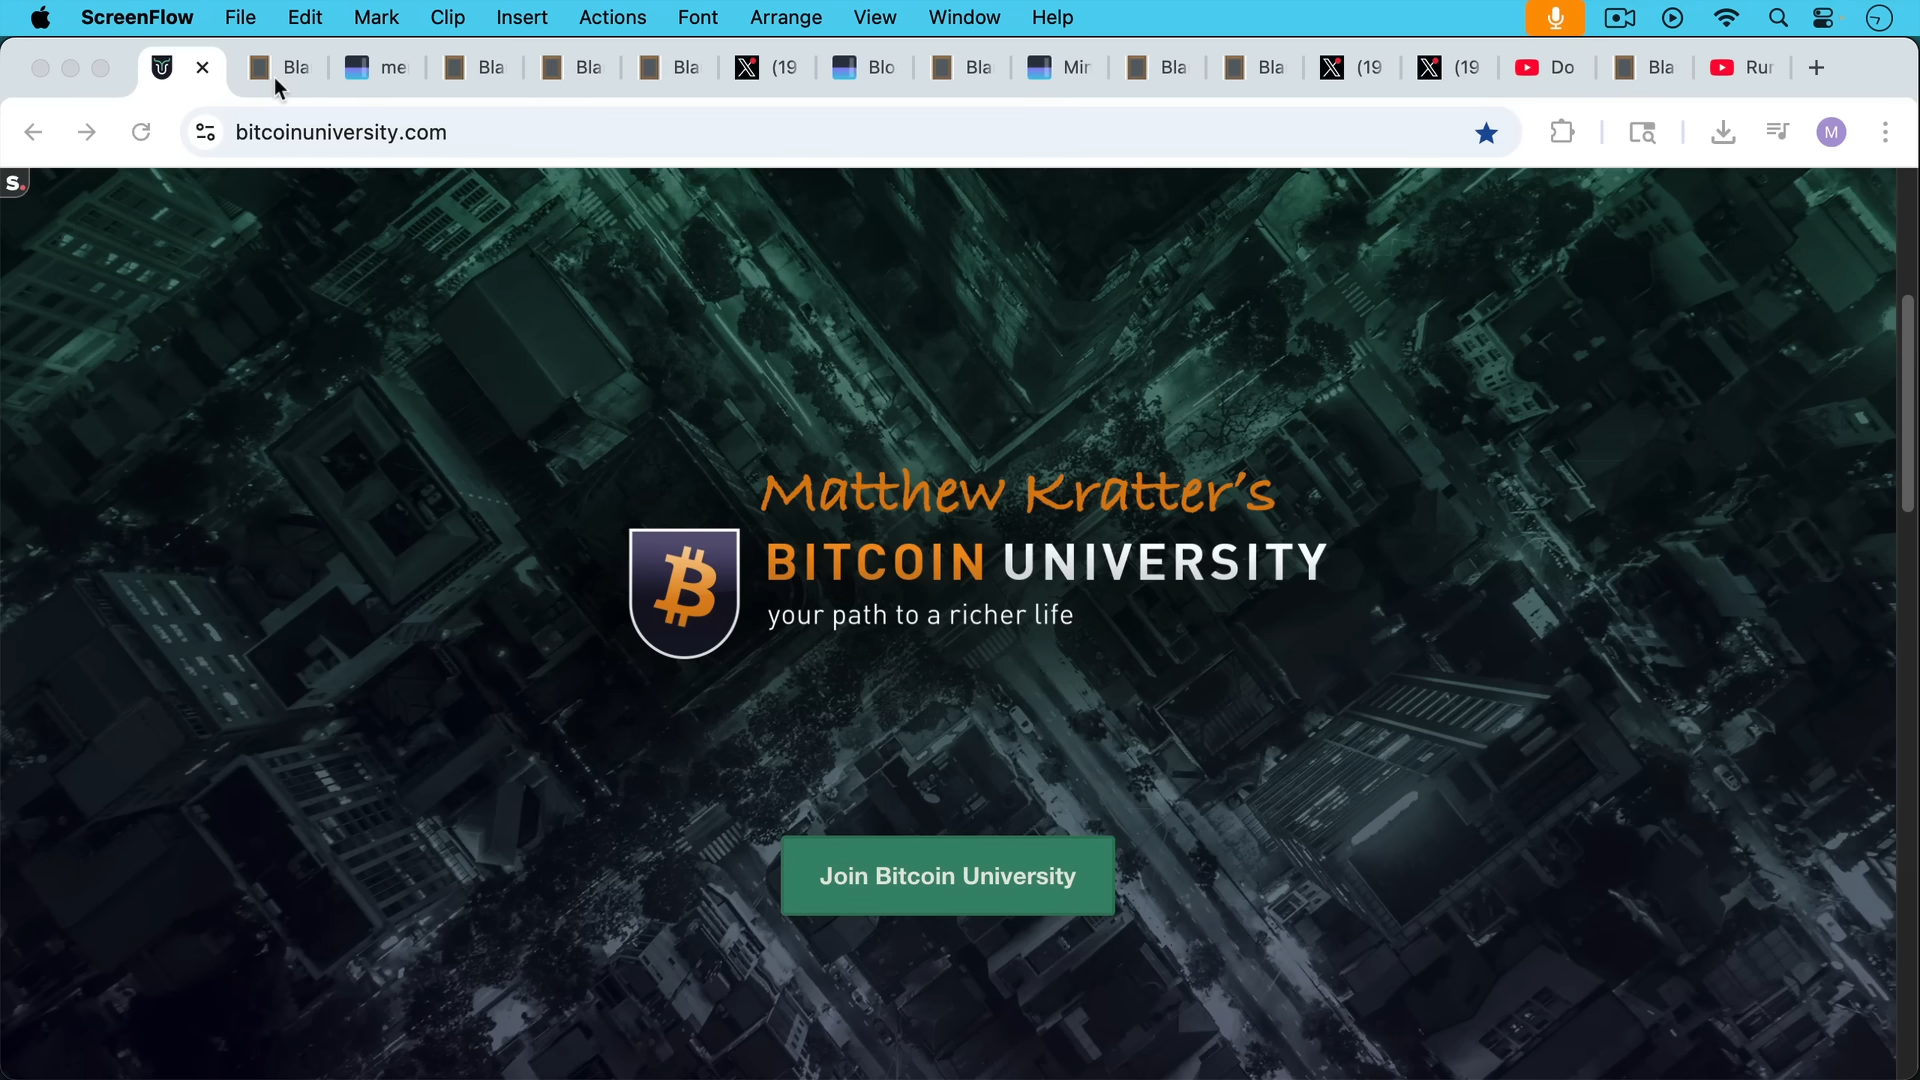 ScreenFlow File Edit Mark Clip Insert Actions Font Arrange View Window Help
Bla me Bla Bla Bla (19 Blo Bla Mir Bla Bla (19 (19 Do Bla Rur
bitcoinuniversity.com
M
s.
Matthew Kratter's
BITCOIN UNIVERSITY
your path to a richer life
Join Bitcoin University